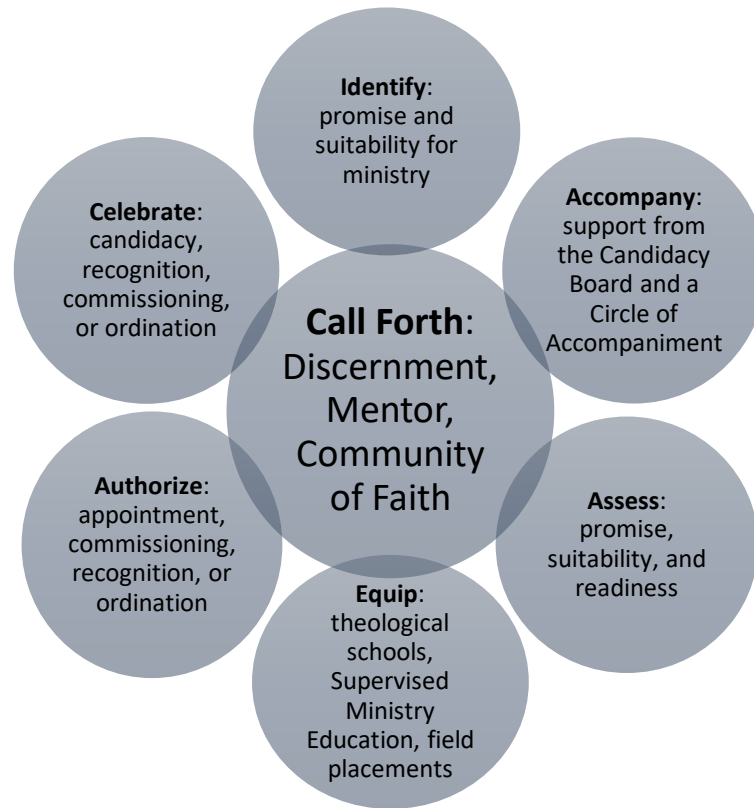 Identify:
promise and
suitability for
ministry
Accompany:
support from
the Candidacy
Board and a
Circle of
Accompaniment
Assess:
promise,
suitability, and
readiness
Equip:
theological
schools,
Supervised
Ministry
Education, field
placements
Authorize:
appointment,
commissioning,
recognition, or
ordination
Celebrate:
candidacy,
recognition,
commissioning,
or ordination
Call Forth:
Discernment,
Mentor,
Community
of Faith